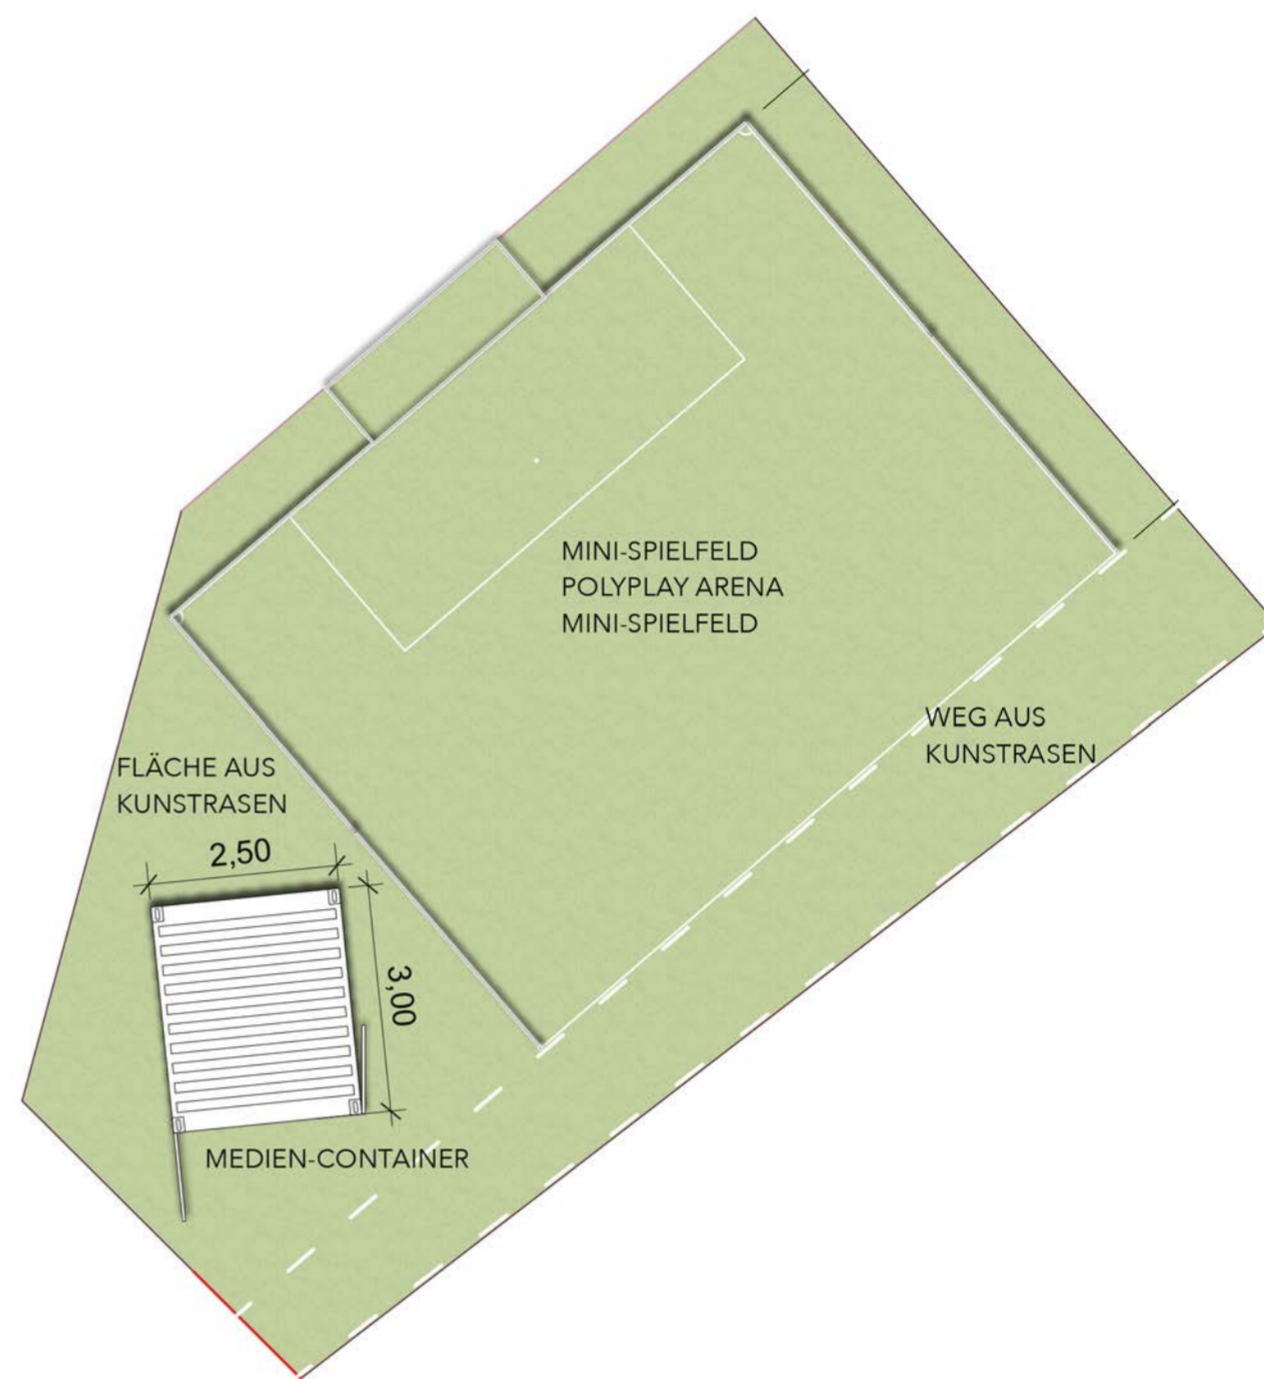 MINI-SPIELFELD
POLYPLAY ARENA
MINI-SPIELFELD
WEG AUS
KUNSTRASEN
FLÄCHE AUS
KUNSTRASEN
2,50
3,00
MEDIEN-CONTAINER